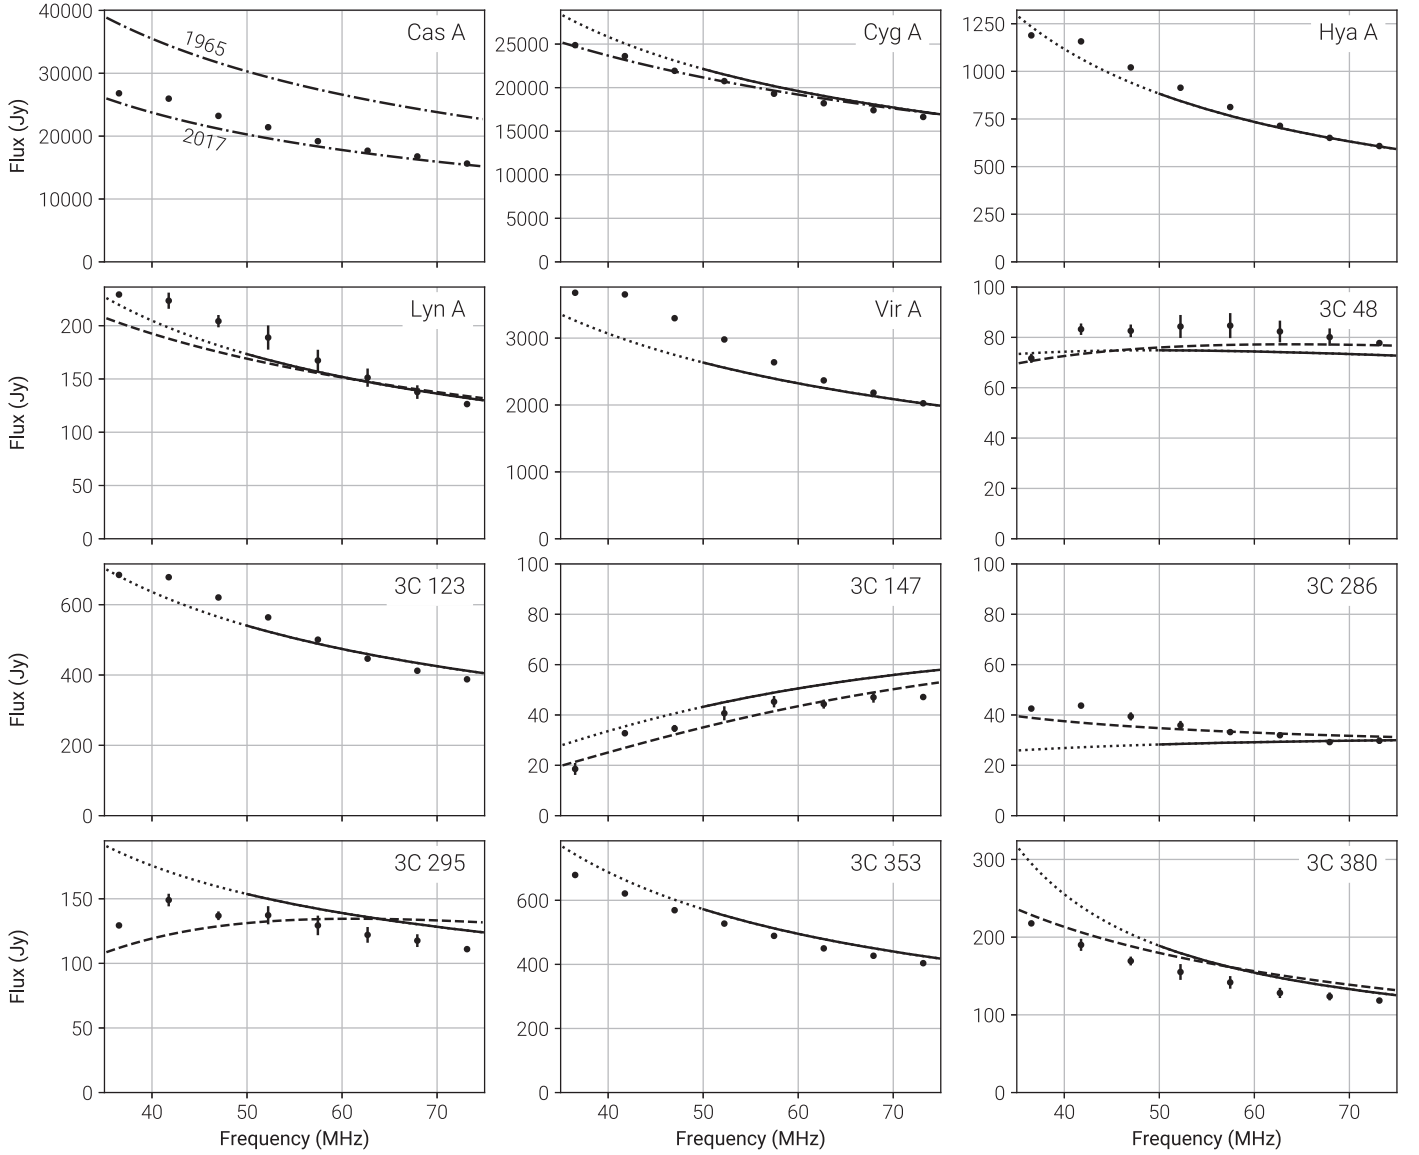 Cas A
1965
2017
Flux (Jy)
40000
30000
20000
10000
0
Cyg A
25000
20000
15000
10000
5000
0
Hya A
1250
1000
750
500
250
0
Lyn A
Flux (Jy)
200
150
100
50
0
Vir A
3000
2000
1000
0
3C 48
100
80
60
40
20
0
3C 123
Flux (Jy)
600
400
200
0
3C 147
100
80
60
40
20
0
3C 286
100
80
60
40
20
0
3C 295
Flux (Jy)
150
100
50
0
40 50 60 70
Frequency (MHz)
3C 353
600
400
200
0
40 50 60 70
Frequency (MHz)
3C 380
300
200
100
0
40 50 60 70
Frequency (MHz)